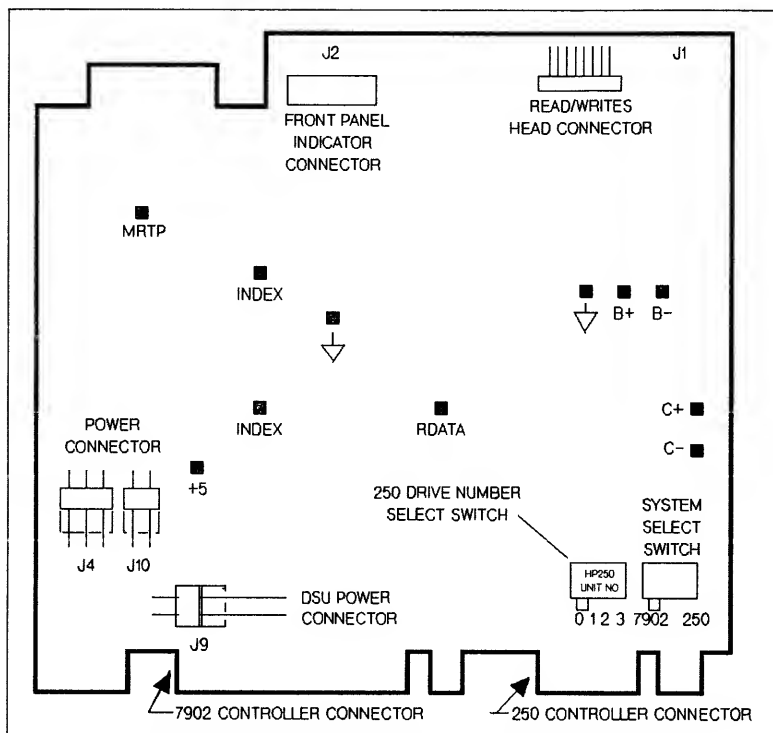 J2
J1
FRONT PANEL
INDICATOR
CONNECTOR
READ/WRITES
HEAD CONNECTOR
MRTP
INDEX
B+ B-
INDEX
RDATA
C+
C-
POWER
CONNECTOR
+5
J4 J10
250 DRIVE NUMBER
SELECT SWITCH
SYSTEM
SELECT
SWITCH
HP250
UNIT NO
0 1 2 3 7902 250
DSU POWER
CONNECTOR
J9
7902 CONTROLLER CONNECTOR
250 CONTROLLER CONNECTOR